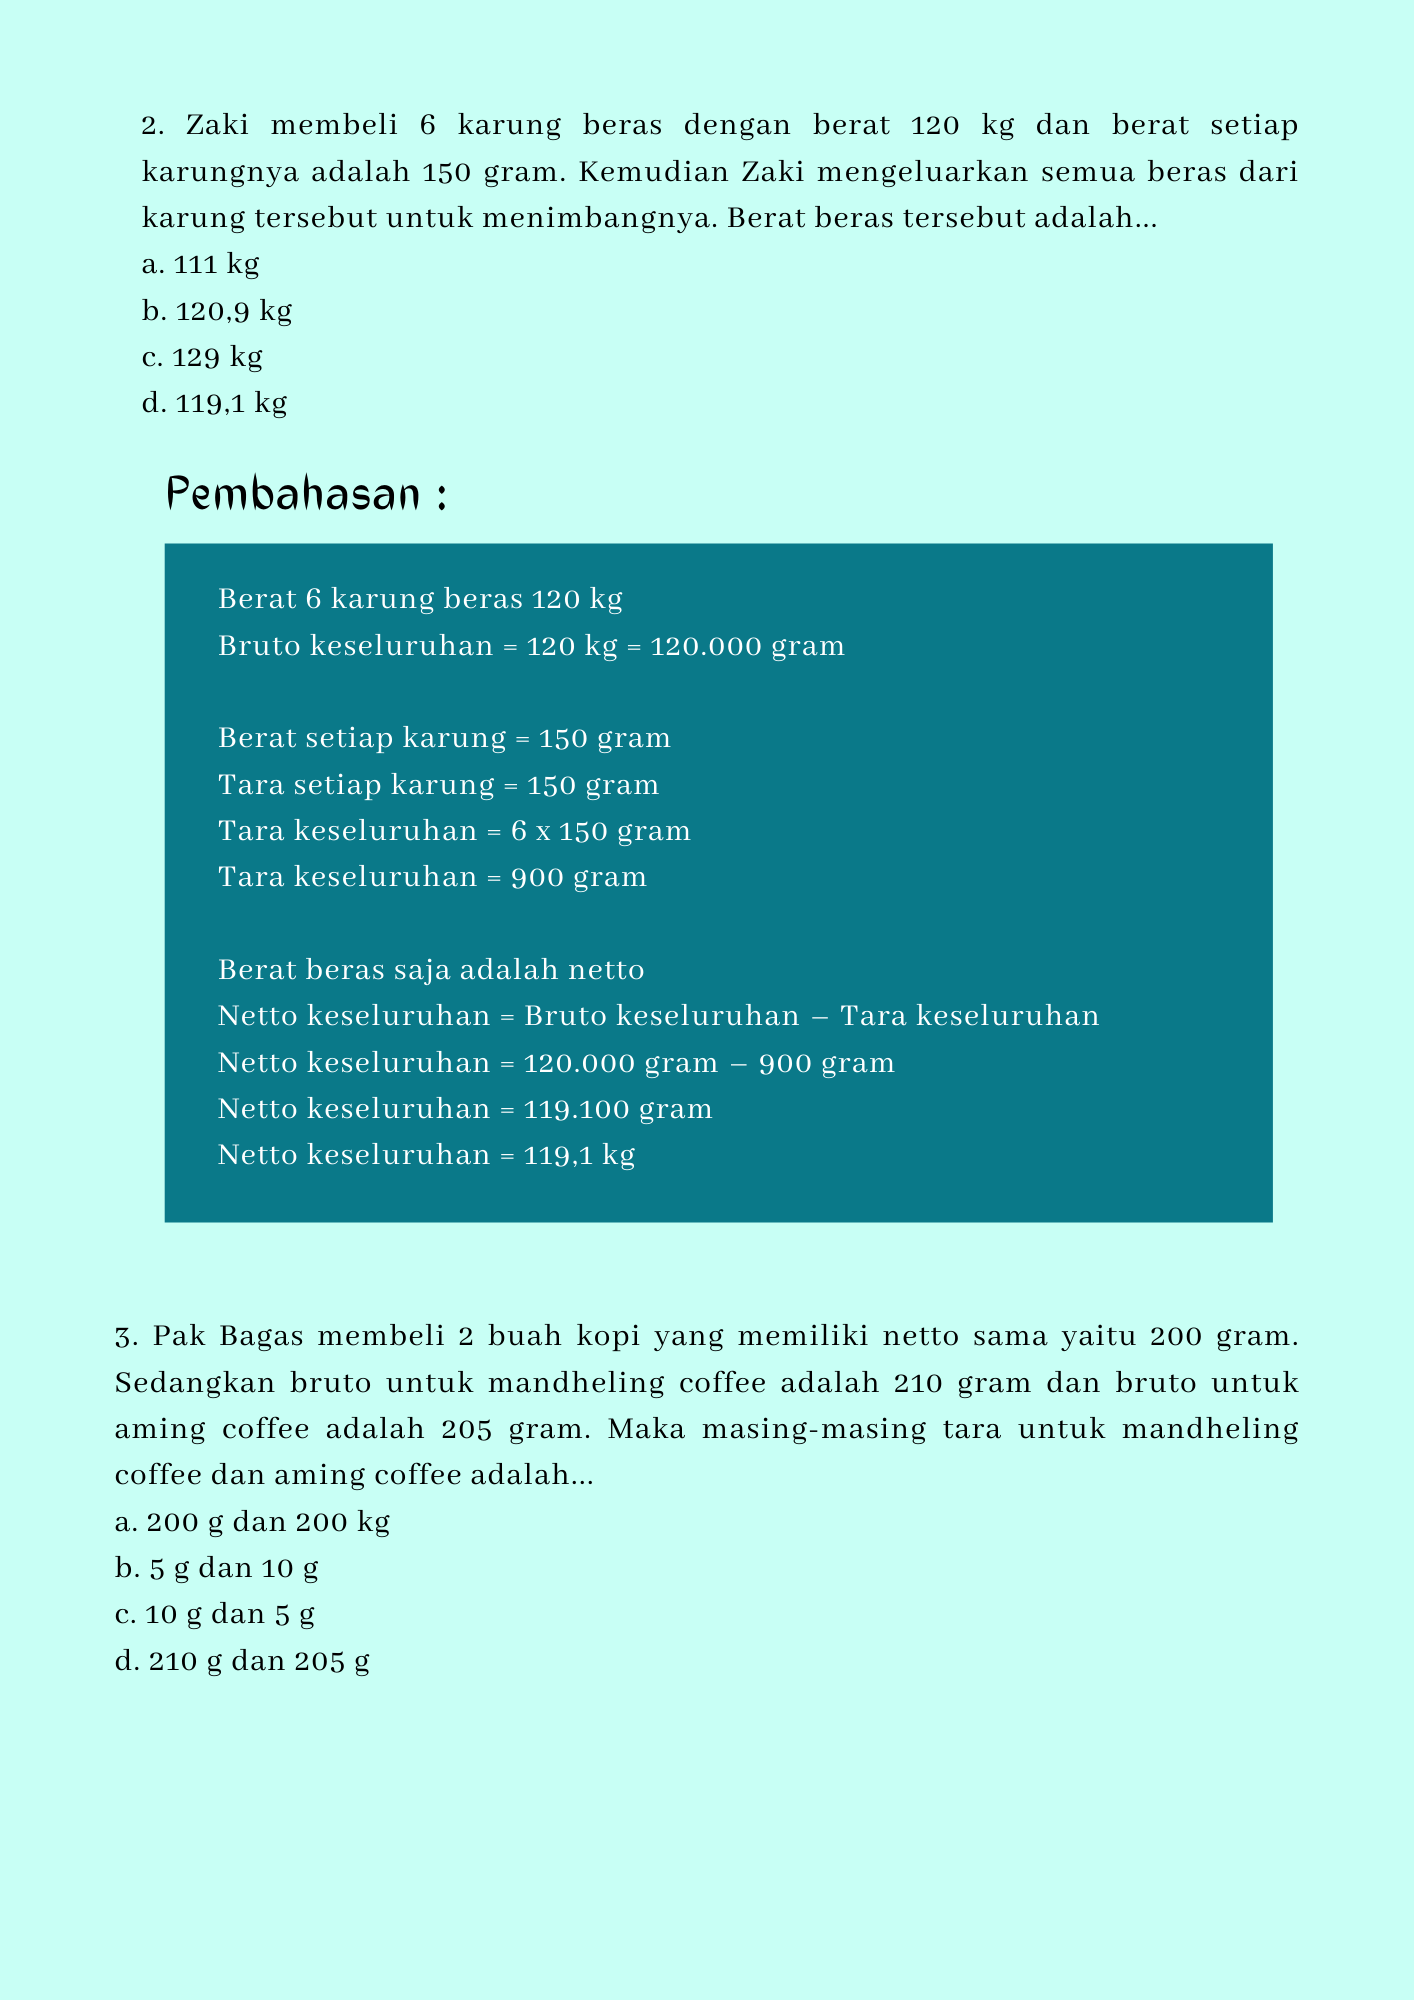 2. Zaki membeli 6 karung beras dengan berat 120 kg dan berat setiap
karungnya adalah 150 gram. Kemudian Zaki mengeluarkan semua beras dari
karung tersebut untuk menimbangnya. Berat beras tersebut adalah...
a. 111 kg
b. 120,9 kg
c. 129 kg
d. 119,1 kg
Pembahasan :
Berat 6 karung beras 120 kg
Bruto keseluruhan = 120 kg = 120.000 gram
Berat setiap karung = 150 gram
Tara setiap karung = 150 gram
Tara keseluruhan = 6 x 150 gram
Tara keseluruhan = 900 gram
Berat beras saja adalah netto
Netto keseluruhan = Bruto keseluruhan – Tara keseluruhan
Netto keseluruhan = 120.000 gram – 900 gram
Netto keseluruhan = 119.100 gram
Netto keseluruhan = 119,1 kg
3. Pak Bagas membeli 2 buah kopi yang memiliki netto sama yaitu 200 gram.
Sedangkan bruto untuk mandheling coffee adalah 210 gram dan bruto untuk
aming coffee adalah 205 gram. Maka masing-masing tara untuk mandheling
coffee dan aming coffee adalah...
a. 200 g dan 200 kg
b. 5 g dan 10 g
c. 10 g dan 5 g
d. 210 g dan 205 g